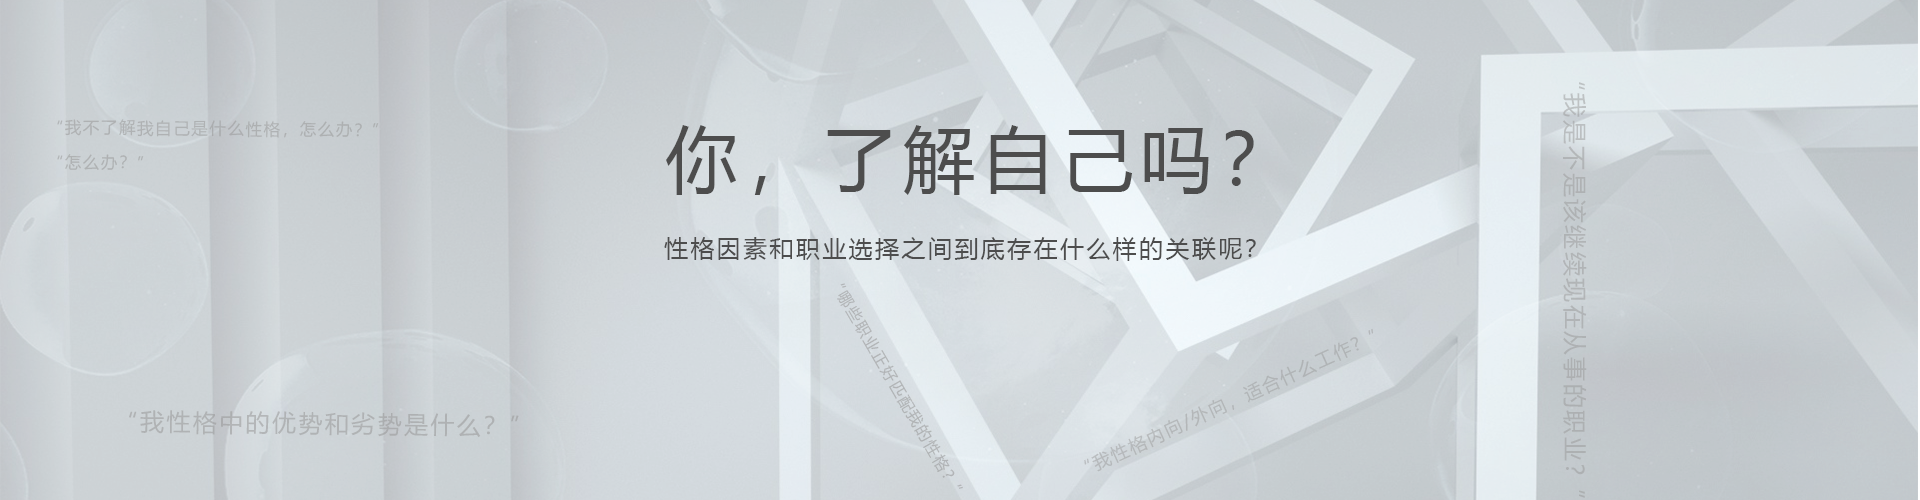 “我不了解我自己是什么性格，怎么办？”
“怎么办？”
你，了解自己吗？
性格因素和职业选择之间到底存在什么样的关联呢？
“我性格中的优势和劣势是什么？”
“哪些职业正好匹配我的性格？”
“我性格内向/外向，适合什么工作？”
“我是不是该继续现在从事的职业？”